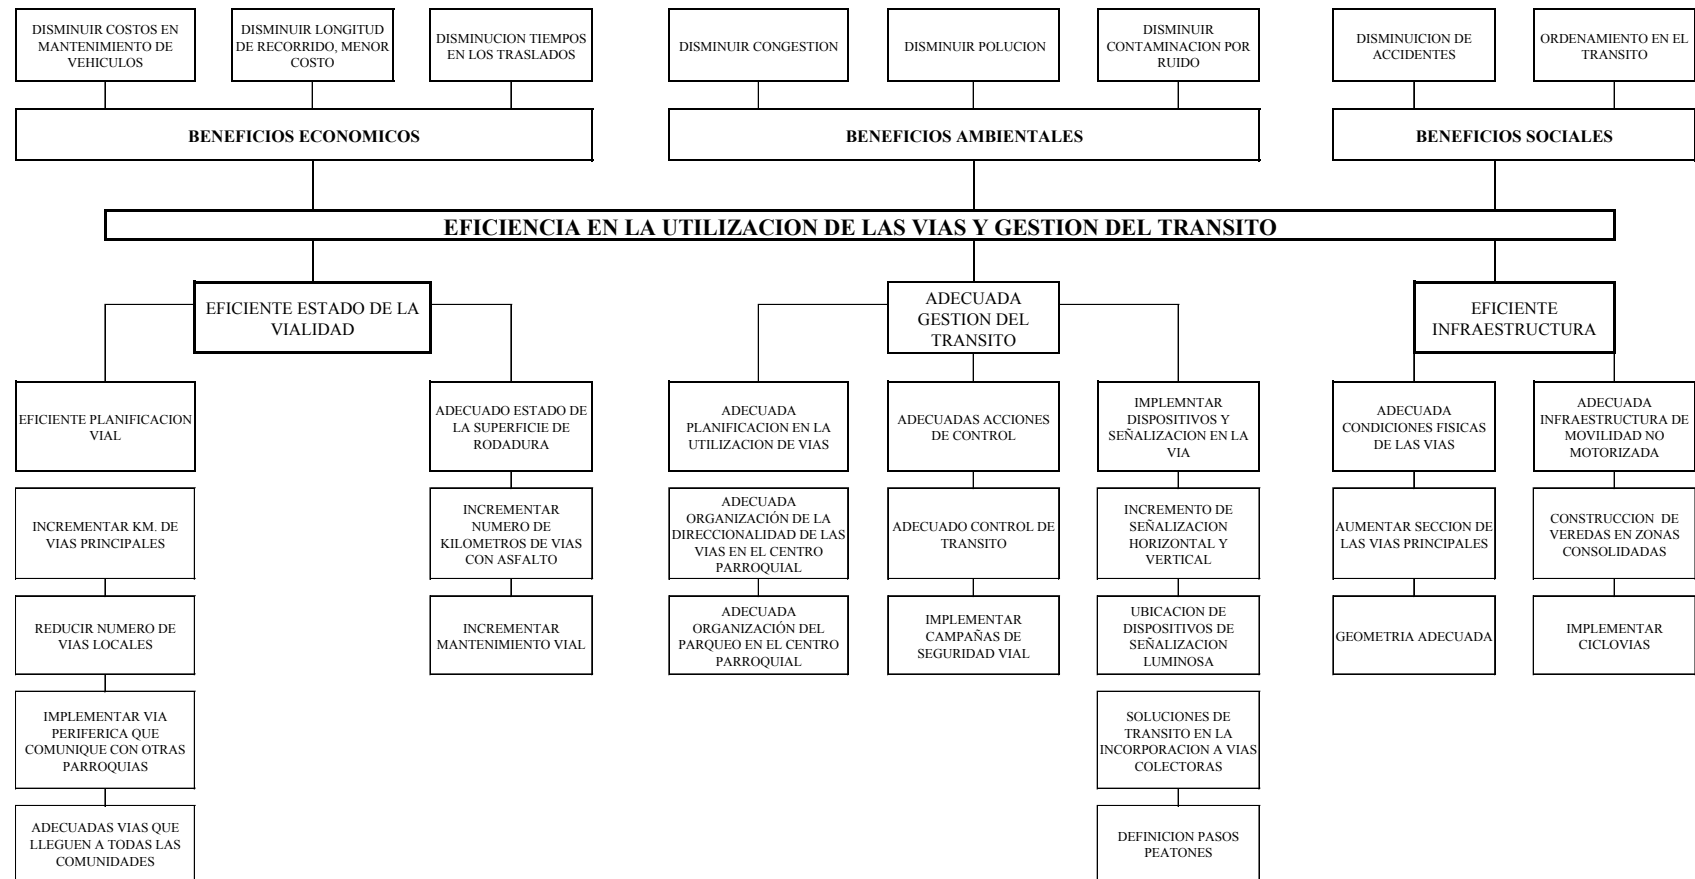 DISMINUIR COSTOS EN
MANTENIMIENTO DE
VEHICULOS
DISMINUIR LONGITUD
DE RECORRIDO, MENOR
COSTO
DISMINUCION TIEMPOS
EN LOS TRASLADOS
DISMINUIR CONGESTION
DISMINUIR POLUCION
DISMINUIR
CONTAMINACION POR
RUIDO
DISMINUICION DE
ACCIDENTES
ORDENAMIENTO EN EL
TRANSITO
BENEFICIOS ECONOMICOS
BENEFICIOS AMBIENTALES
BENEFICIOS SOCIALES
EFICIENCIA EN LA UTILIZACION DE LAS VIAS Y GESTION DEL TRANSITO
EFICIENTE ESTADO DE LA
VIALIDAD
ADECUADA
GESTION DEL
TRANSITO
EFICIENTE
INFRAESTRUCTURA
EFICIENTE PLANIFICACION
VIAL
ADECUADO ESTADO DE
LA SUPERFICIE DE
RODADURA
ADECUADA
PLANIFICACION EN LA
UTILIZACION DE VIAS
ADECUADAS ACCIONES
DE CONTROL
IMPLEMNTAR
DISPOSITIVOS Y
SEÑALIZACION EN LA
VIA
ADECUADA
CONDICIONES FISICAS
DE LAS VIAS
ADECUADA
INFRAESTRUCTURA DE
MOVILIDAD NO
MOTORIZADA
INCREMENTAR KM. DE
VIAS PRINCIPALES
INCREMENTAR
NUMERO DE
KILOMETROS DE VIAS
CON ASFALTO
ADECUADA
ORGANIZACIÓN DE LA
DIRECCIONALIDAD DE LAS
VIAS EN EL CENTRO
PARROQUIAL
ADECUADO CONTROL DE
TRANSITO
INCREMENTO DE
SEÑALIZACION
HORIZONTAL Y
VERTICAL
AUMENTAR SECCION DE
LAS VIAS PRINCIPALES
CONSTRUCCION DE
VEREDAS EN ZONAS
CONSOLIDADAS
REDUCIR NUMERO DE
VIAS LOCALES
INCREMENTAR
MANTENIMIENTO VIAL
ADECUADA
ORGANIZACIÓN DEL
PARQUEO EN EL CENTRO
PARROQUIAL
IMPLEMENTAR
CAMPAÑAS DE
SEGURIDAD VIAL
UBICACION DE
DISPOSITIVOS DE
SEÑALIZACION
LUMINOSA
GEOMETRIA ADECUADA
IMPLEMENTAR
CICLOVIAS
IMPLEMENTAR VIA
PERIFERICA QUE
COMUNIQUE CON OTRAS
PARROQUIAS
SOLUCIONES DE
TRANSITO EN LA
INCORPORACION A VIAS
COLECTORAS
ADECUADAS VIAS QUE
LLEGUEN A TODAS LAS
COMUNIDADES
DEFINICION PASOS
PEATONES